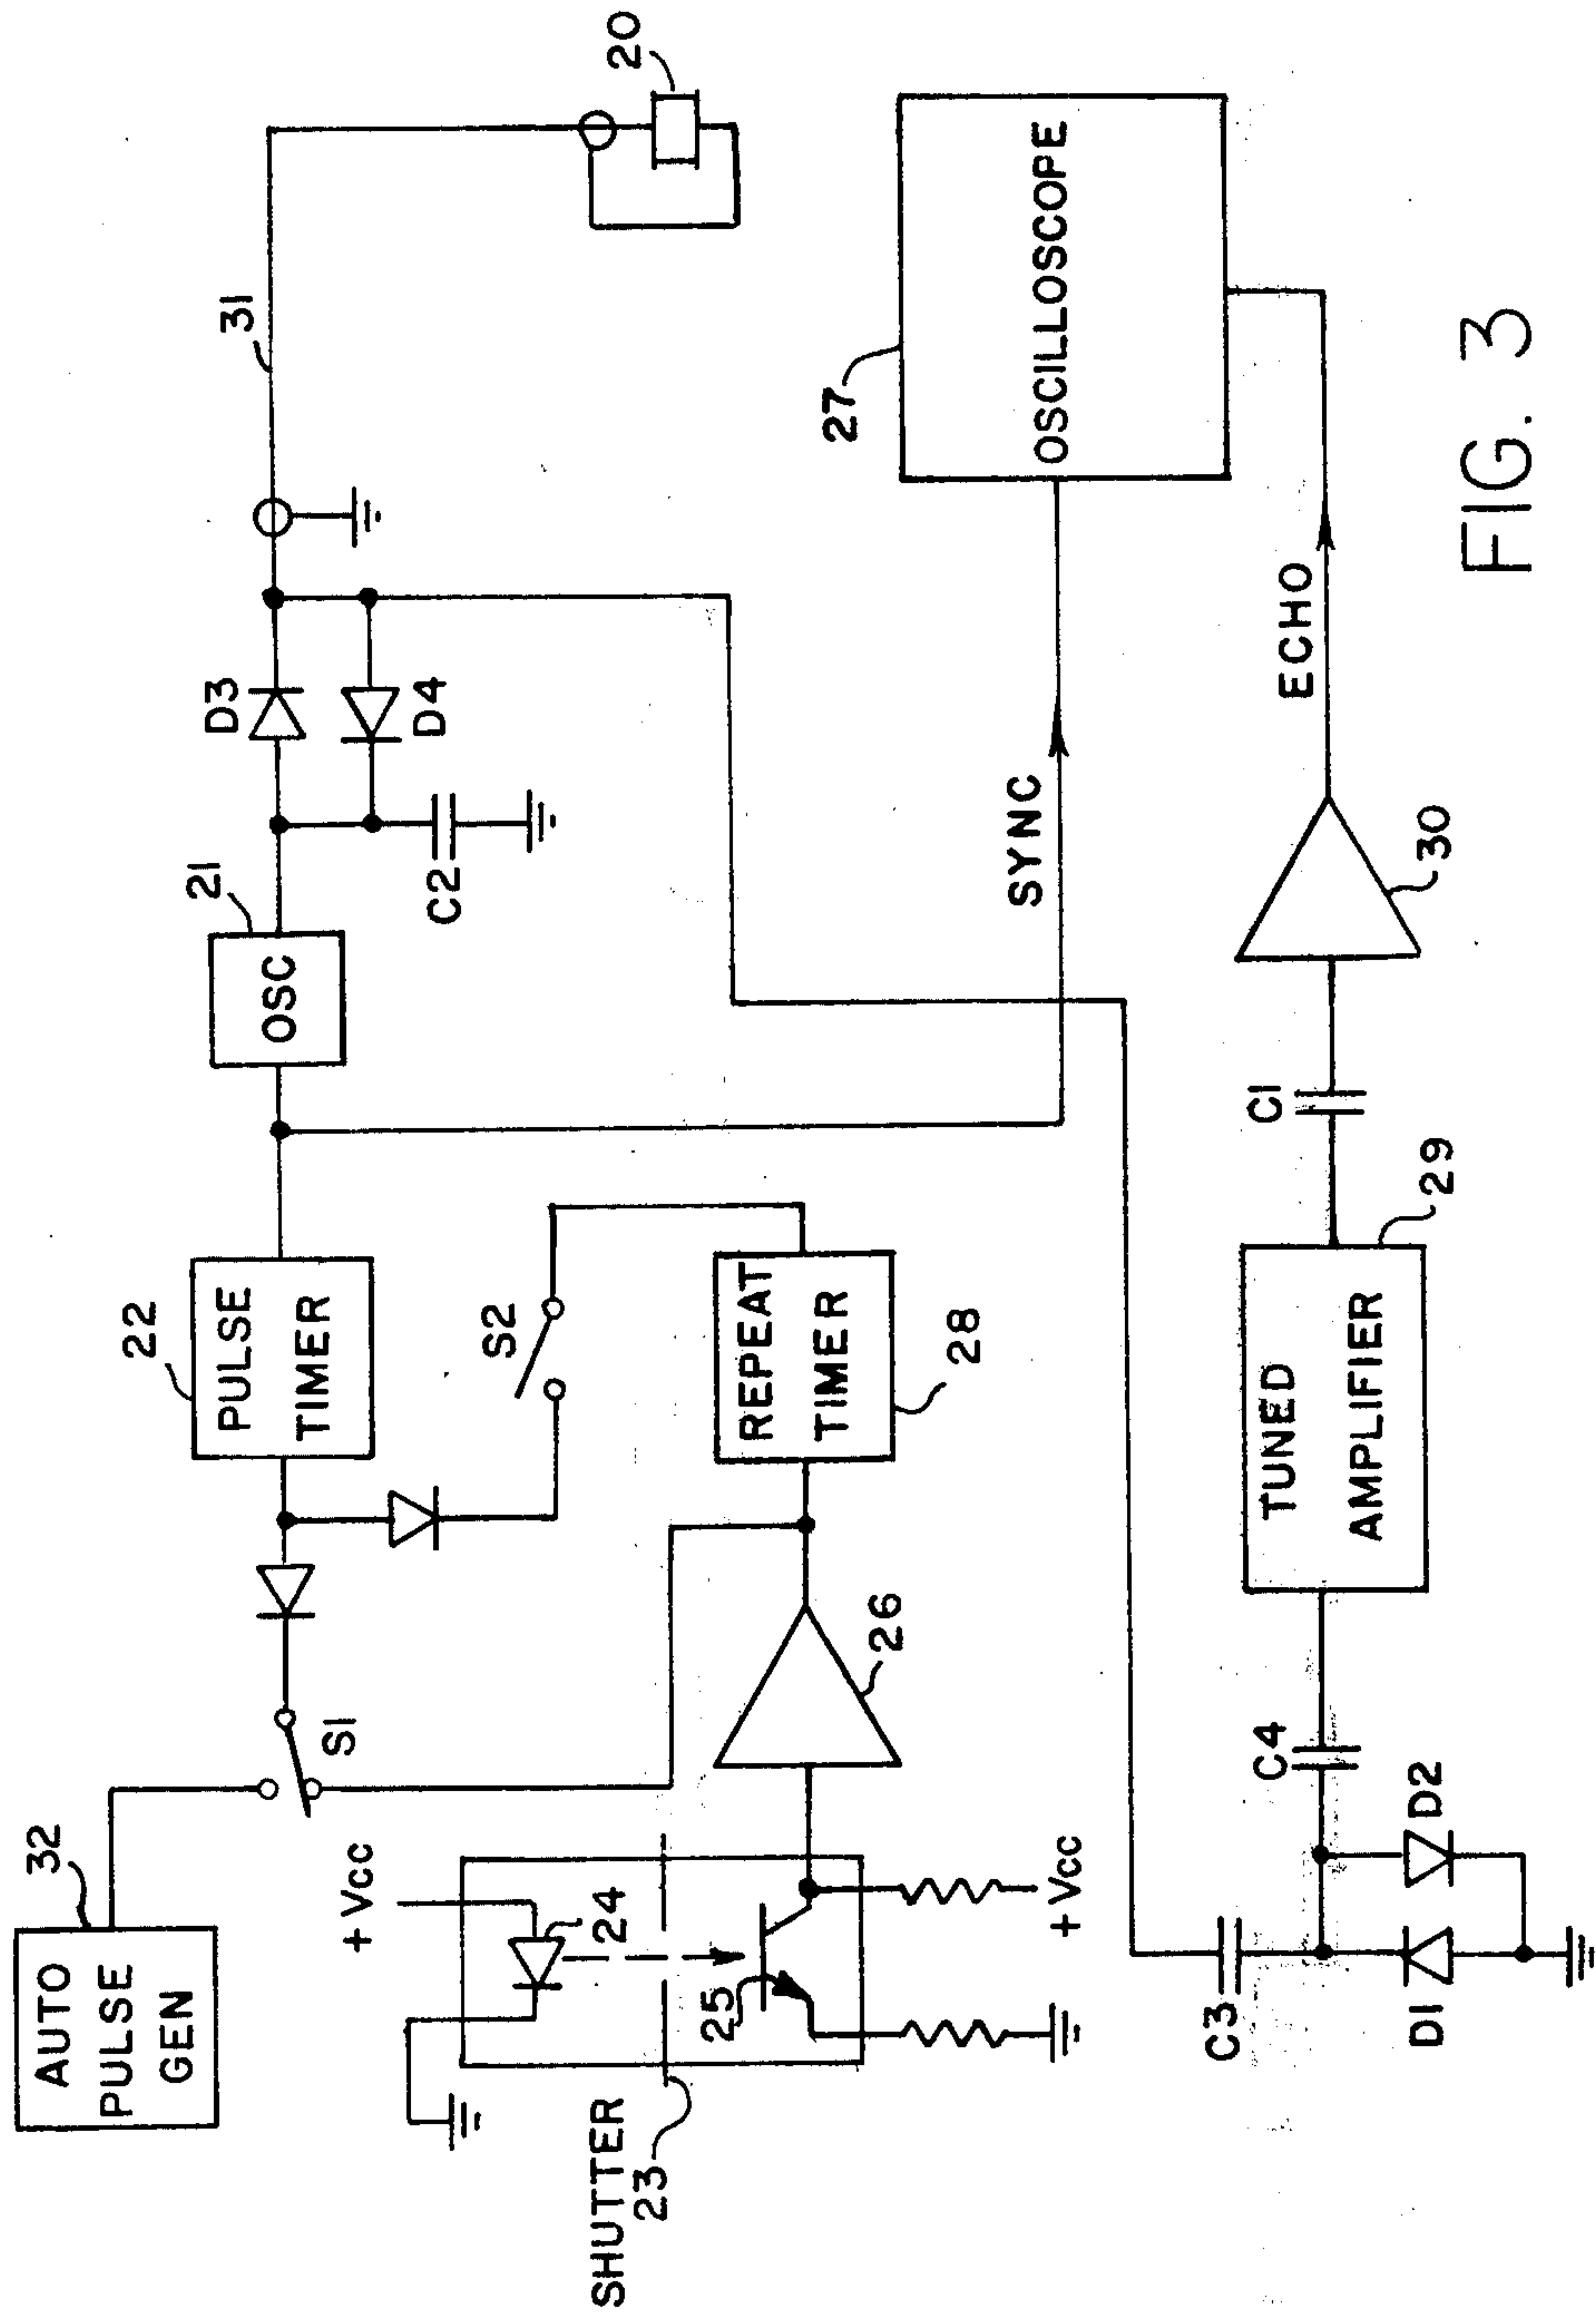 AUTO
PULSE
GEN
32
S1
22
PULSE
TIMER
S2
21
OSC
D3
D4
C2
31
20
+Vcc
24
25
SHUTTER
23
+Vcc
26
REPEAT
TIMER
28
SYNC
27
OSCILLOSCOPE
C3
D1
D2
C4
TUNED
AMPLIFIER
29
C1
30
ECHO
FIG. 3